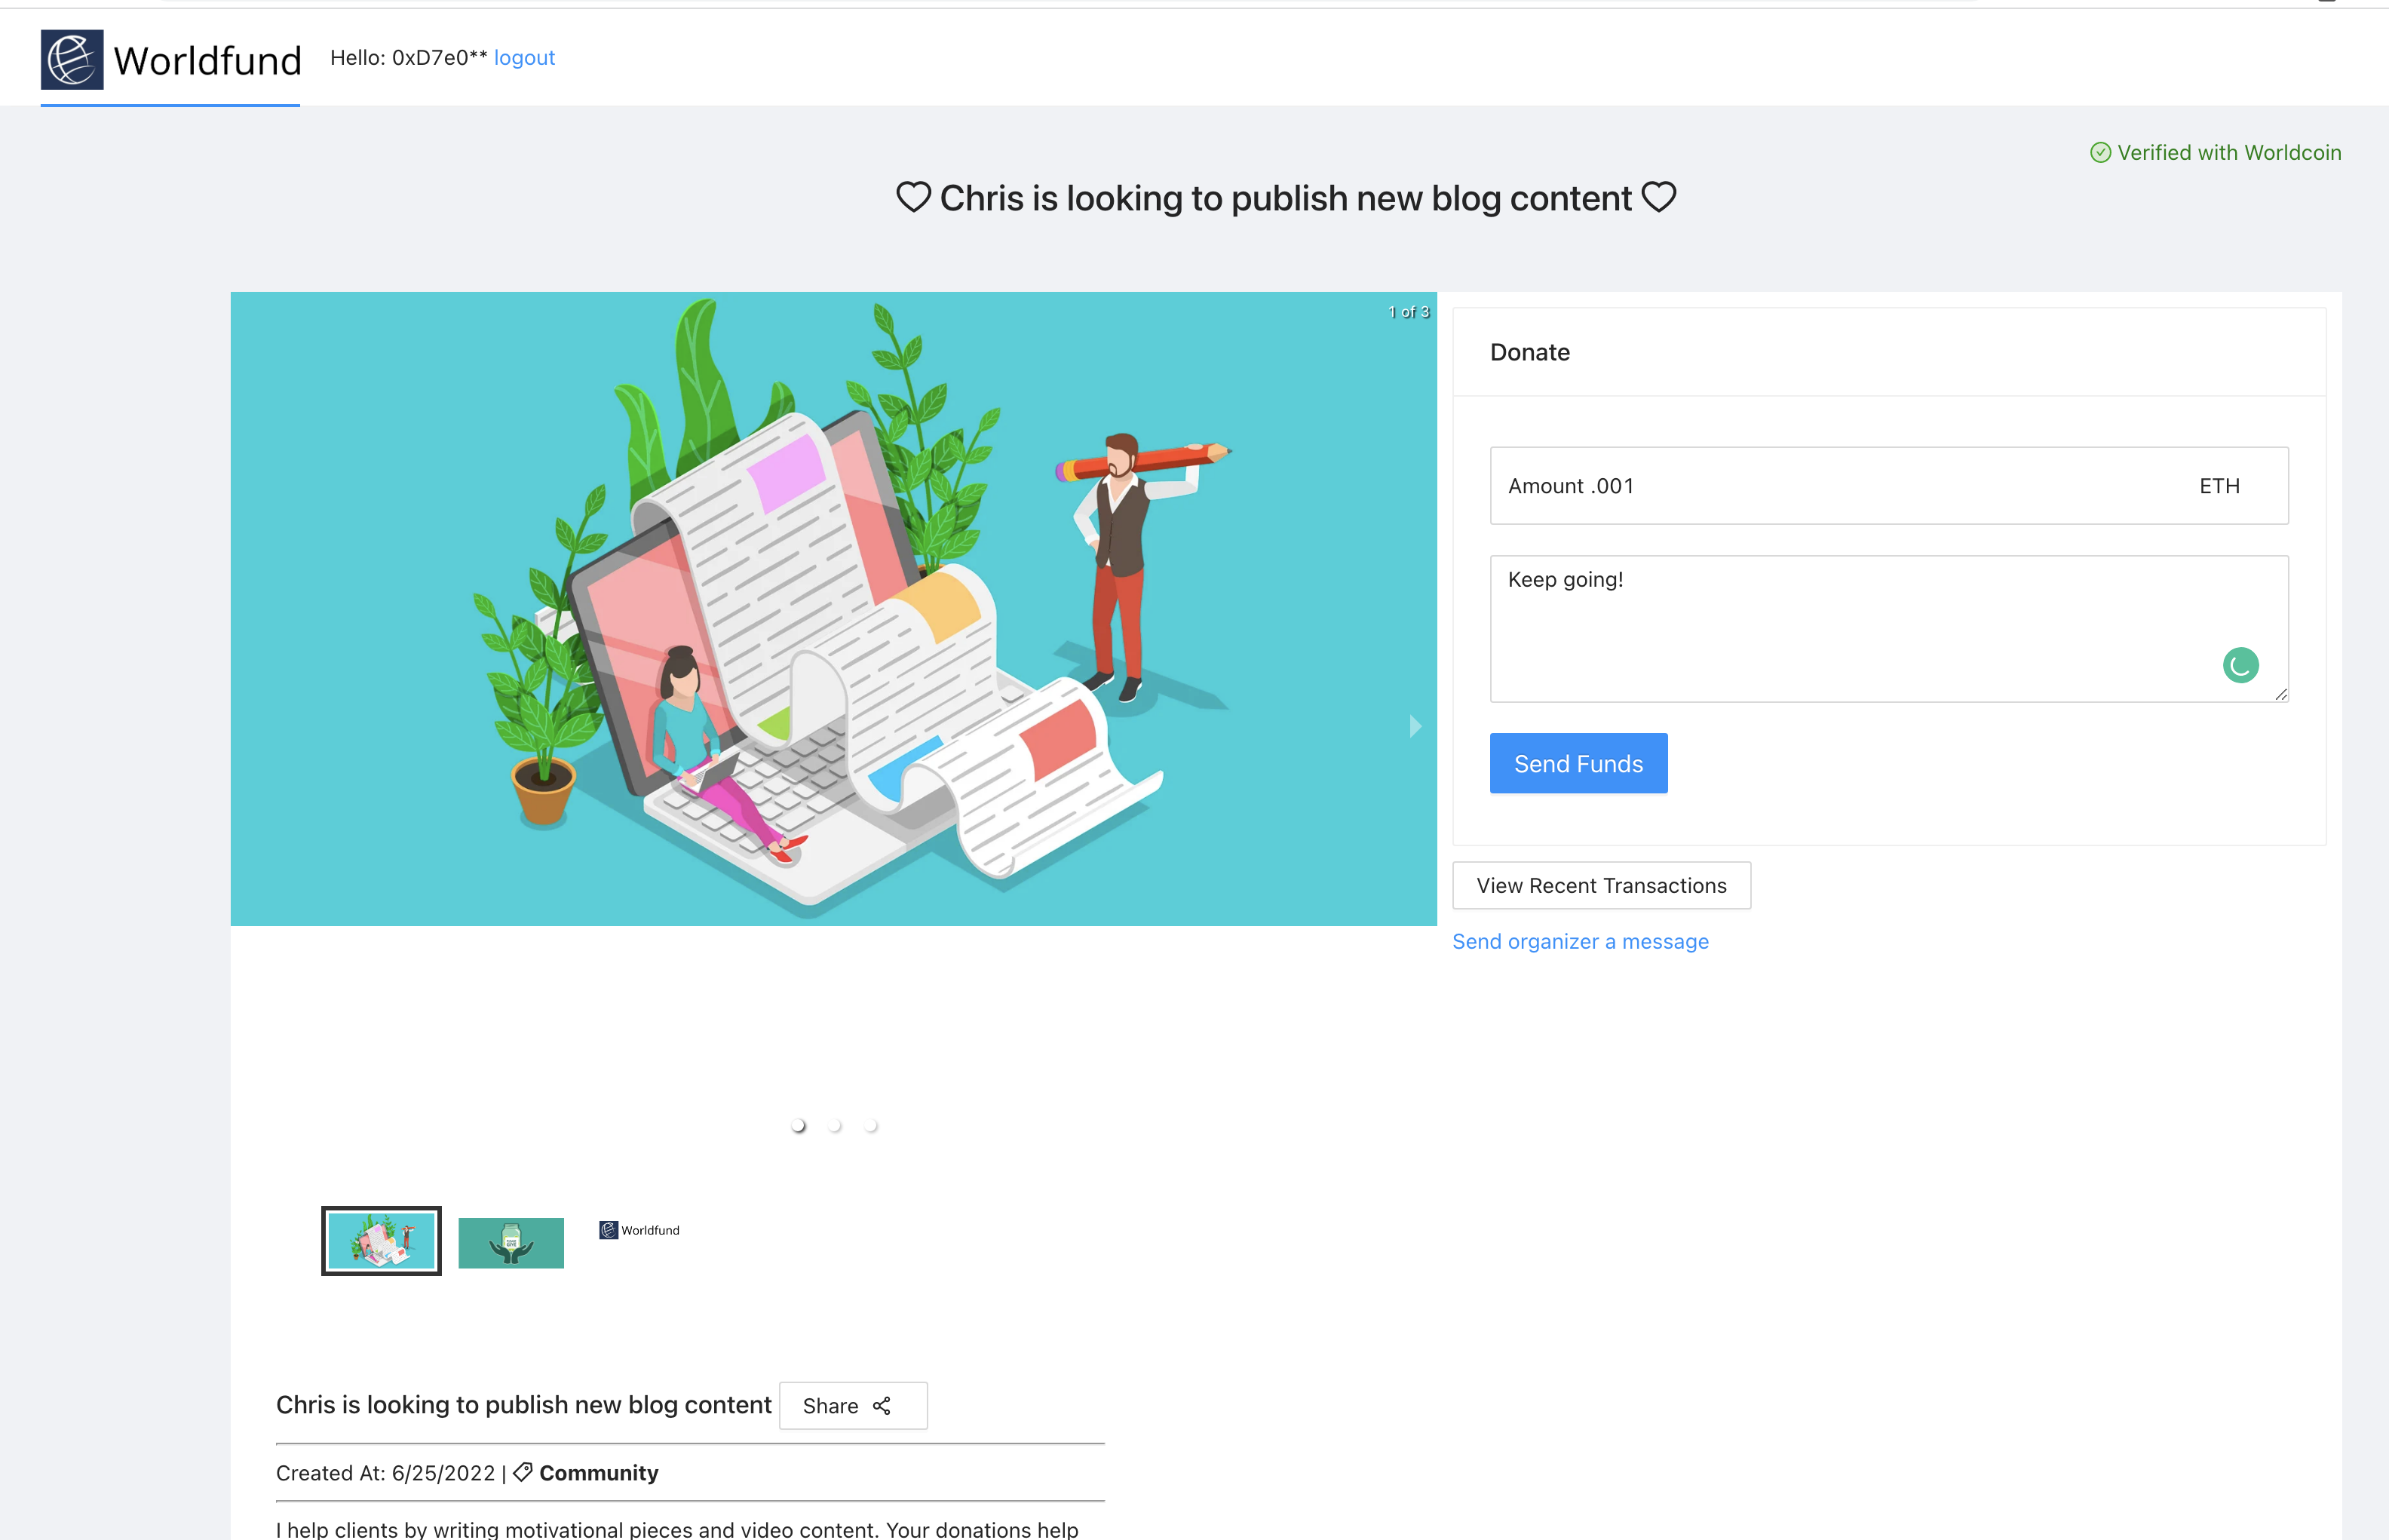 Worldfund
Hello: 0xD7e0** logout
Verified with Worldcoin
Chris is looking to publish new blog content
1 of 3
Donate
Amount .001 ETH
Keep going!
Send Funds
View Recent Transactions
Send organizer a message
Worldfund
Chris is looking to publish new blog content Share
Created At: 6/25/2022 | Community
I help clients by writing motivational pieces and video content. Your donations help